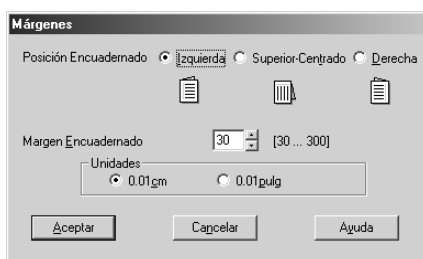 Márgenes
Posición Encuadernado Izquierda Superior-Centrado Derecha
Margen Encuadernado 30 [30 ... 300]
Unidades
0.01cm 0.01pulg
Aceptar Cancelar Ayuda